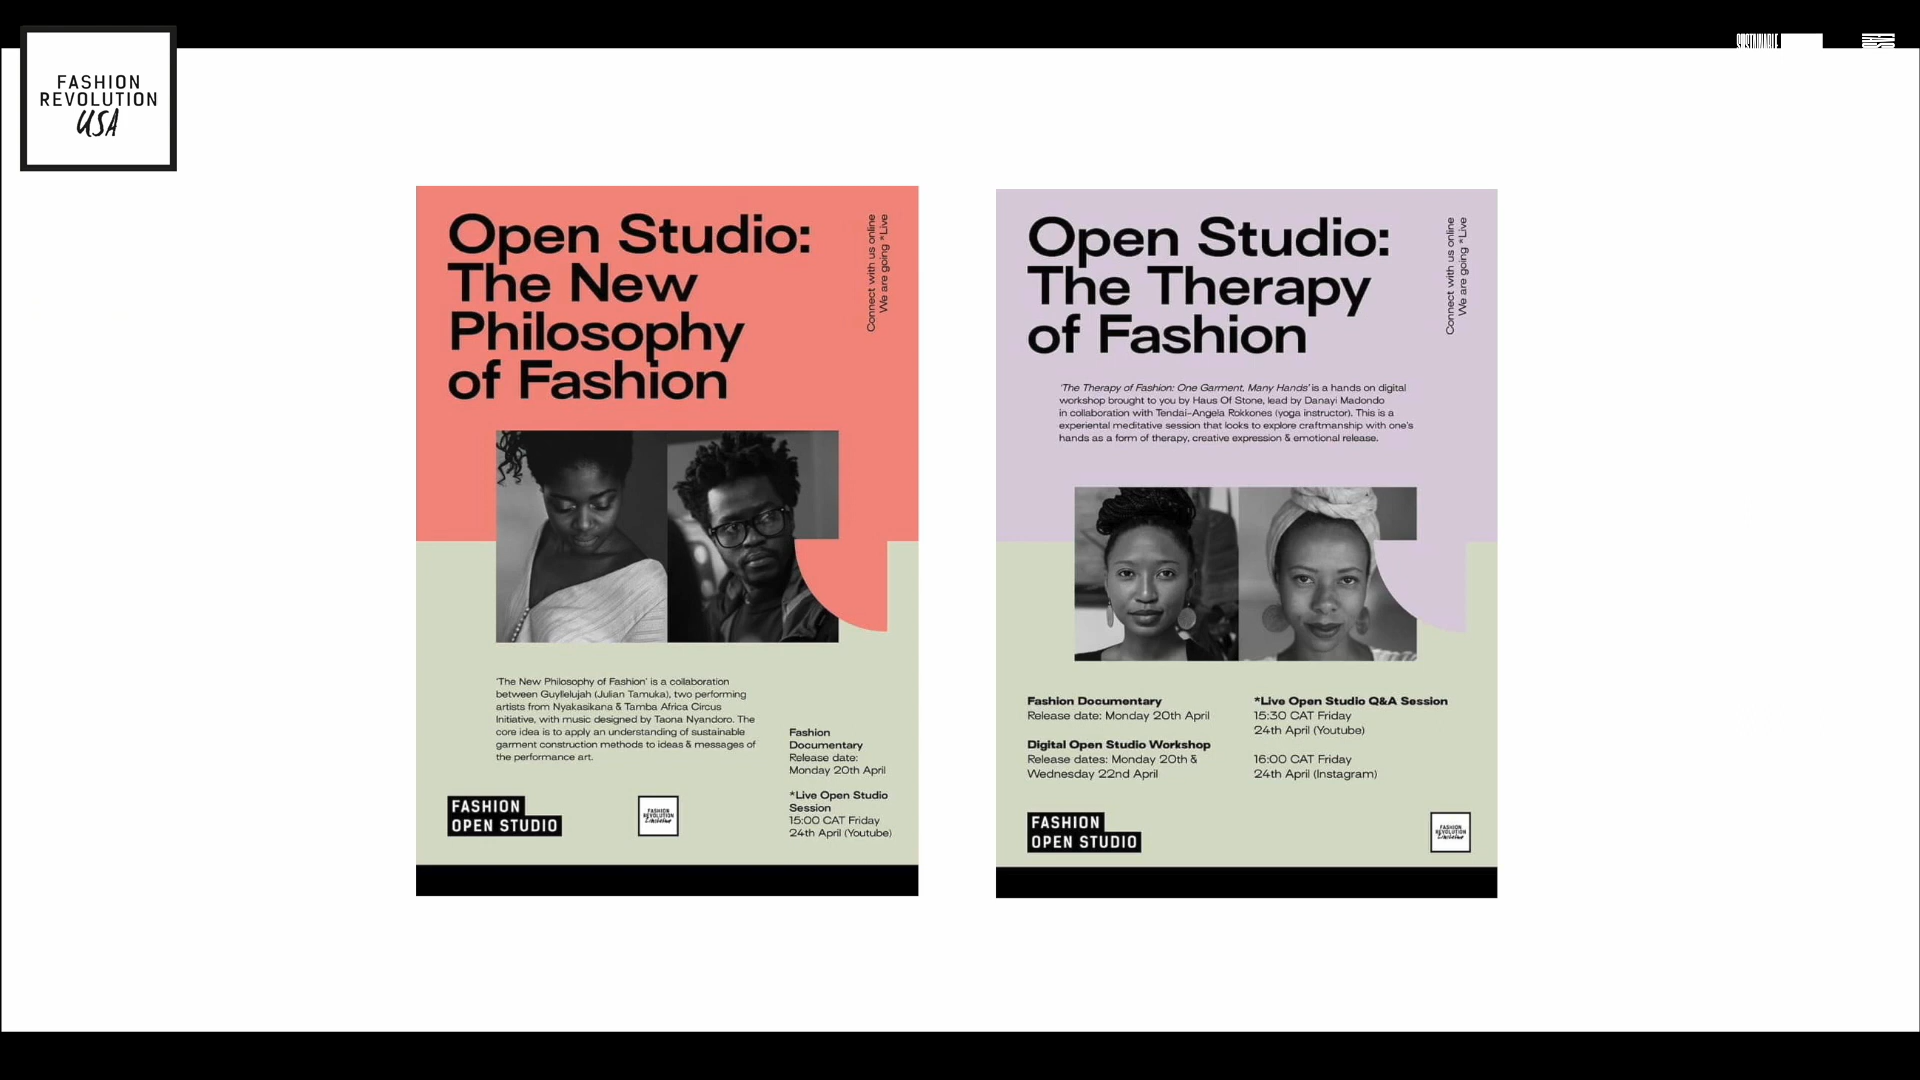 FASHION
REVOLUTION
USA
SUSTAINABLE
Open Studio:
The New
Philosophy
of Fashion
Connect with us online
We are going *Live
'The New Philosophy of Fashion' is a collaboration
between Guyllelujah (Julian Tamuka), two performing
artists from Nyakasikana & Tamba Africa Circus
Initiative, with music designed by Taona Nyandoro. The
core idea is to apply an understanding of sustainable
garment construction methods to ideas & messages of
the performance art.
Fashion
Documentary
Release date:
Monday 20th April
*Live Open Studio
Session
15:00 CAT Friday
24th April (Youtube)
FASHION
OPEN STUDIO
FASHION
REVOLUTION
Open Studio:
The Therapy
of Fashion
Connect with us online
We are going *Live
'The Therapy of Fashion: One Garment, Many Hands' is a hands on digital
workshop brought to you by Haus Of Stone, lead by Danayi Madondo
in collaboration with Tendai-Angela Rokkones (yoga instructor). This is a
experiental meditative session that looks to explore craftmanship with one's
hands as a form of therapy, creative expression & emotional release.
Fashion Documentary
Release date: Monday 20th April
Digital Open Studio Workshop
Release dates: Monday 20th &
Wednesday 22nd April
*Live Open Studio Q&A Session
15:30 CAT Friday
24th April (Youtube)
16:00 CAT Friday
24th April (Instagram)
FASHION
OPEN STUDIO
FASHION
REVOLUTION